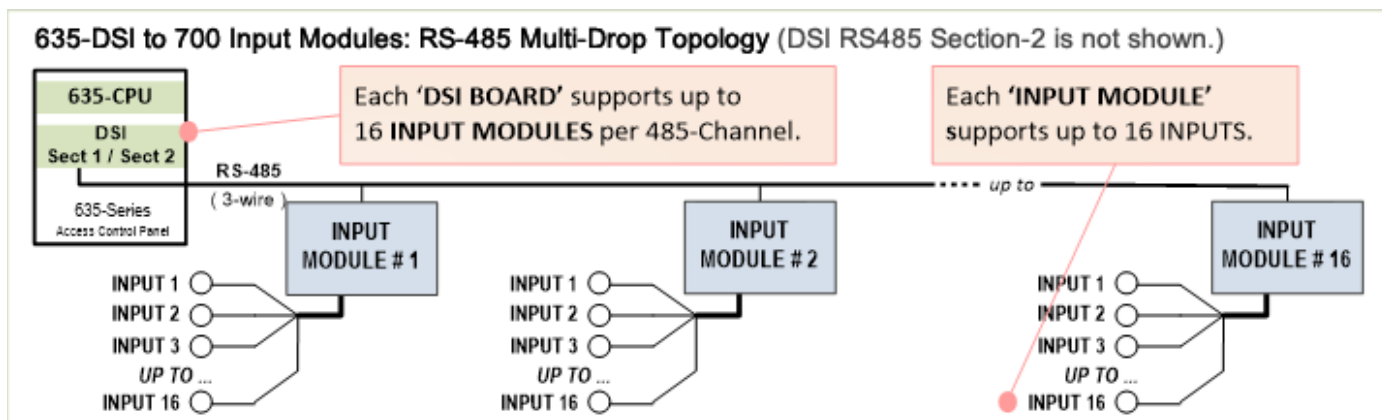 635-DSI to 700 Input Modules: RS-485 Multi-Drop Topology (DSI RS485 Section-2 is not shown.)
635-CPU
DSI
Sect 1 / Sect 2
635-Series
Access Control Panel
Each ‘DSI BOARD’ supports up to
16 INPUT MODULES per 485-Channel.
Each ‘INPUT MODULE’
supports up to 16 INPUTS.
RS-485
( 3-wire )
up to
INPUT
MODULE # 1
INPUT 1
INPUT 2
INPUT 3
UP TO ...
INPUT 16
INPUT
MODULE # 2
INPUT 1
INPUT 2
INPUT 3
UP TO ...
INPUT 16
INPUT
MODULE # 16
INPUT 1
INPUT 2
INPUT 3
UP TO ...
INPUT 16